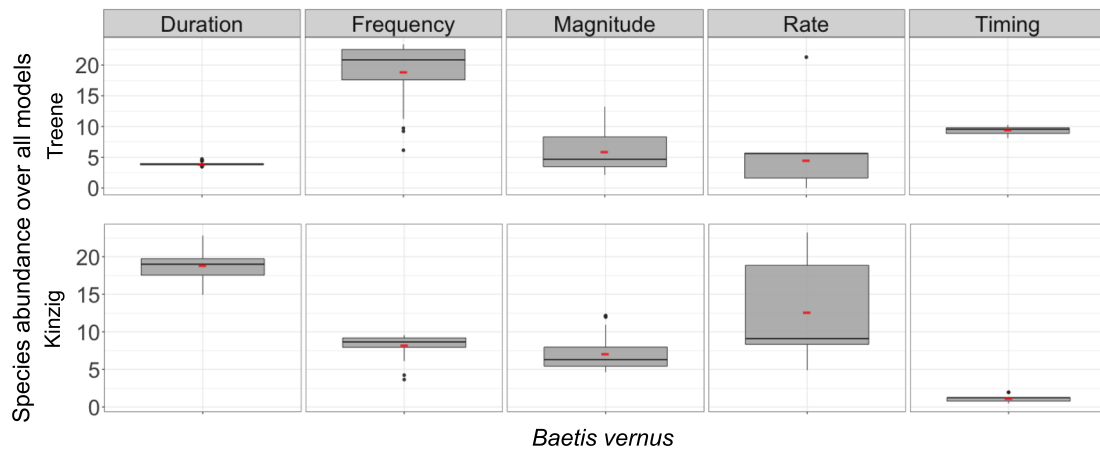 Duration Frequency Magnitude Rate Timing
Species abundance over all models
Treene
20
15
10
5
0
Kinzig
20
15
10
5
0
Baetis vernus